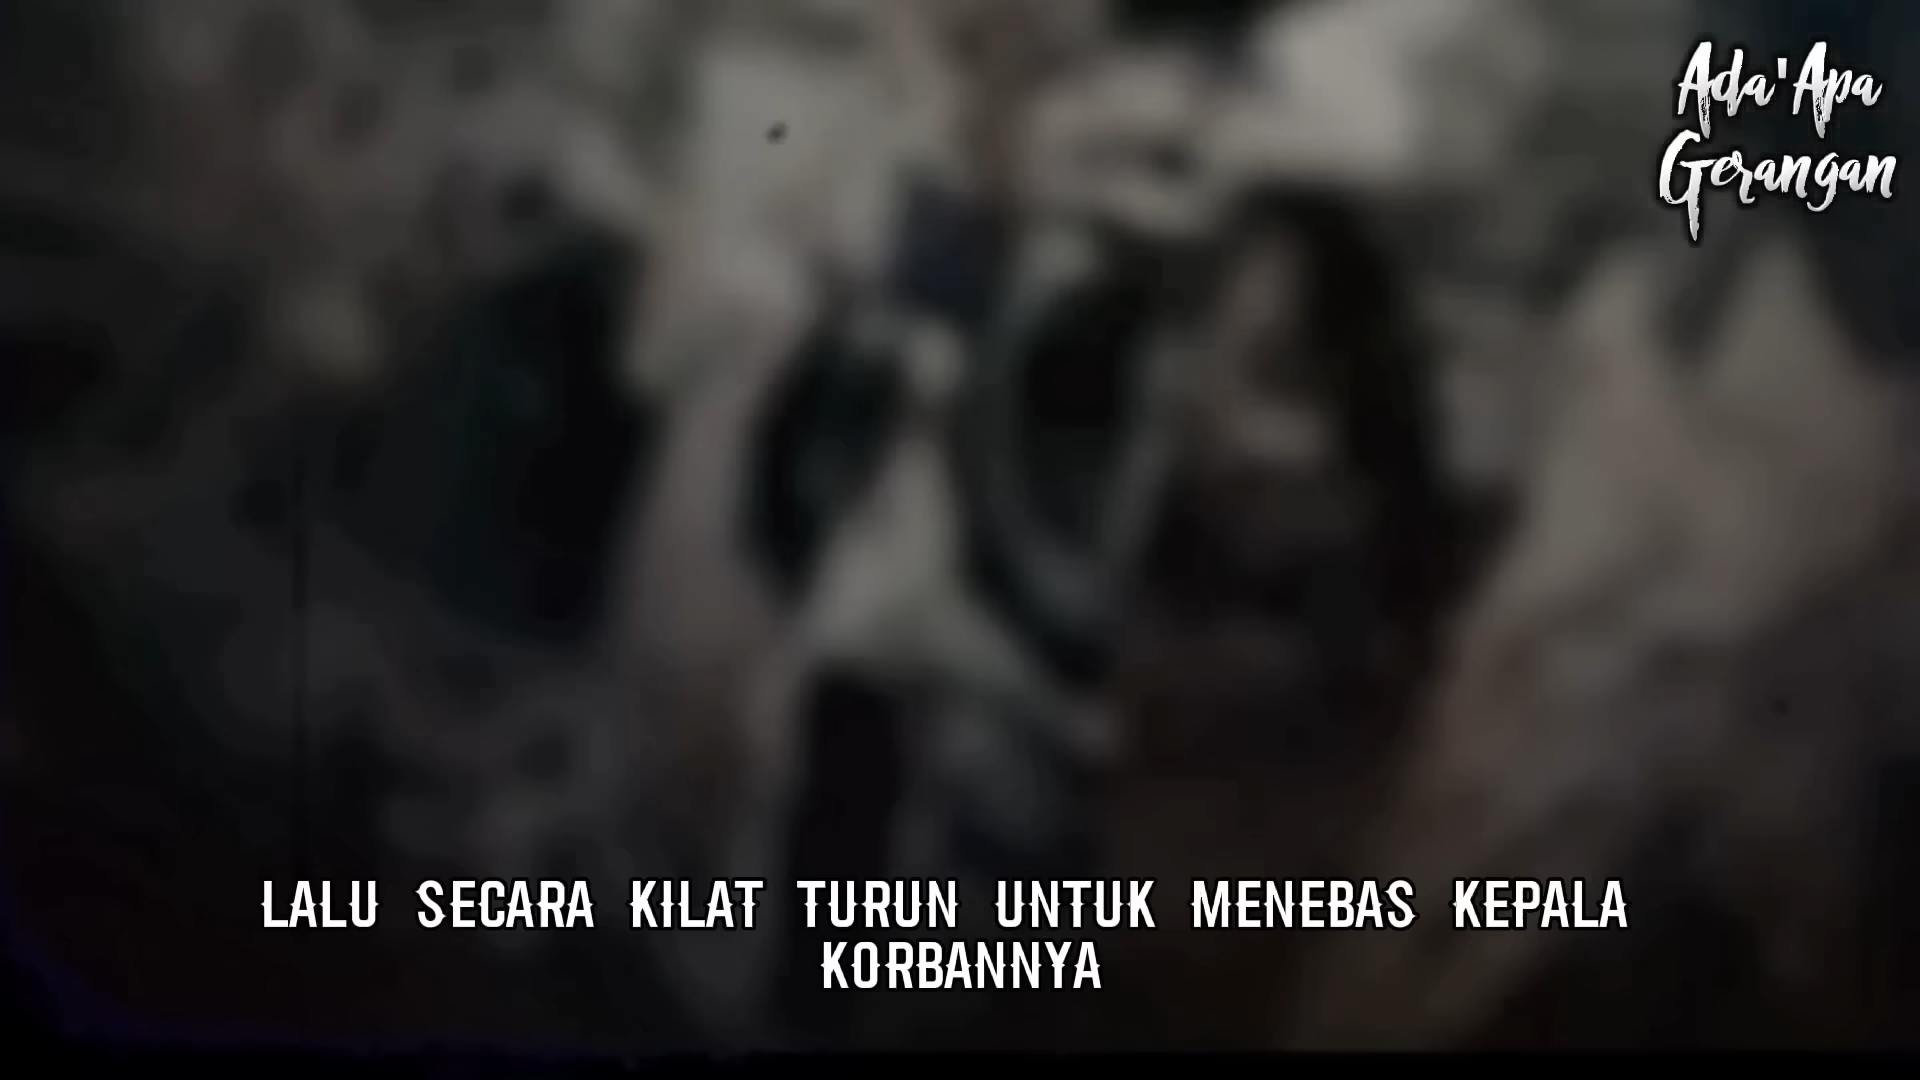 Ada'Apa
Gerangan
LALU SECARA KILAT TURUN UNTUK MENEBAS KEPALA
KORBANNYA